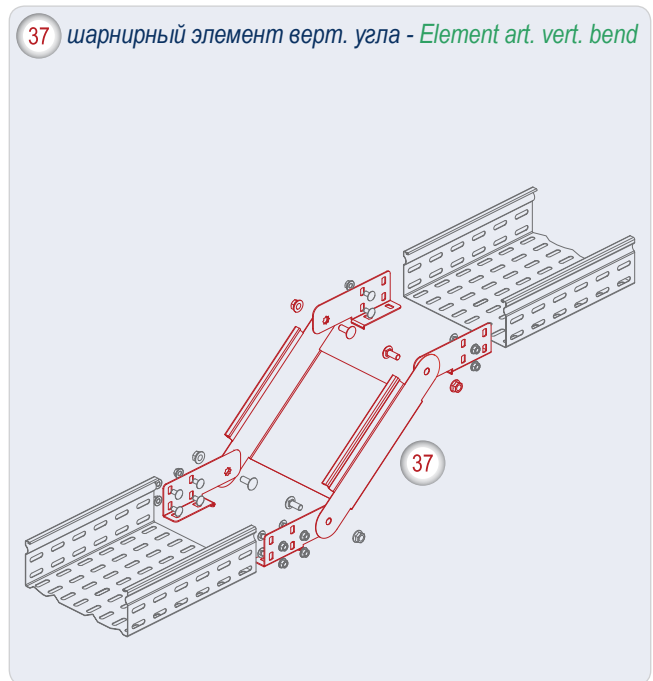 37 шарнирный элемент верт. угла - Element art. vert. bend
37